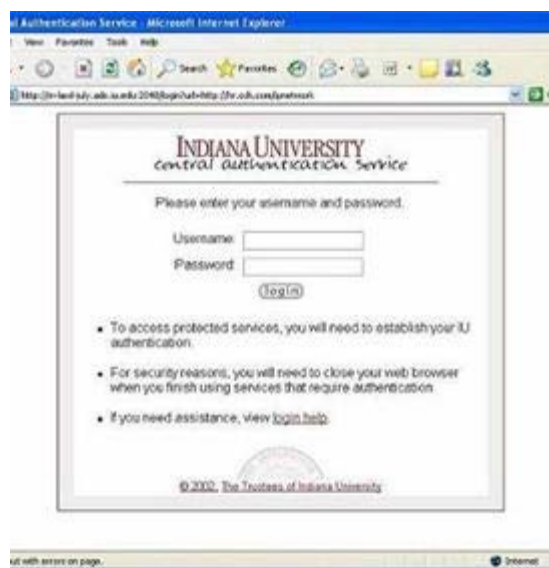 l Authentication Service - Microsoft Internet Explorer
View Favorites Tools Help
Search Favorites
INDIANA UNIVERSITY
central authentication service
Please enter your username and password.
Username:
Password:
(login)
To access protected services, you will need to establish your IU
authentication.
For security reasons, you will need to close your web browser
when you finish using services that require authentication.
If you need assistance, view login help.
© 2002, The Trustees of Indiana University
ut with errors on page.
Internet